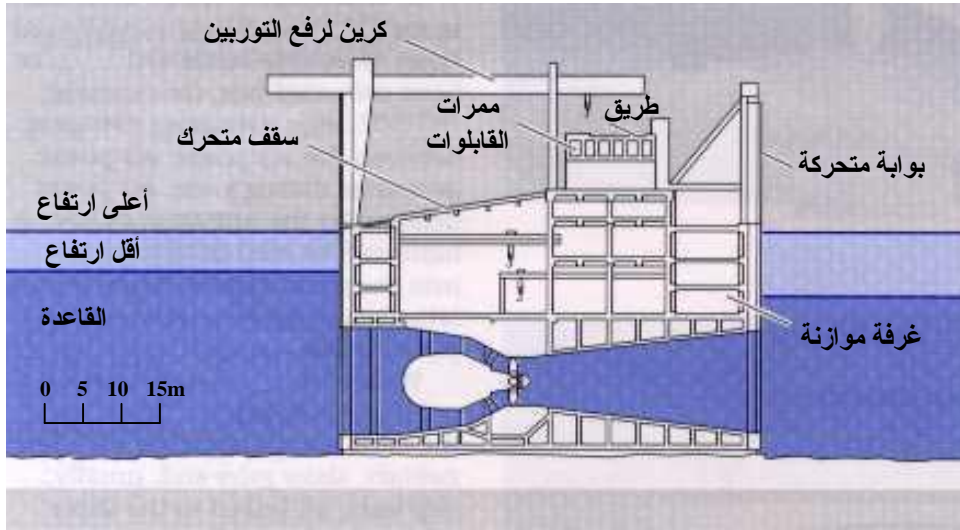 كرين لرفع التوربين
ممرات
القابلوات
طريق
سقف متحرك
بوابة متحركة
أعلى ارتفاع
أقل ارتفاع
القاعدة
غرفة موازنة
0 5 10 15m